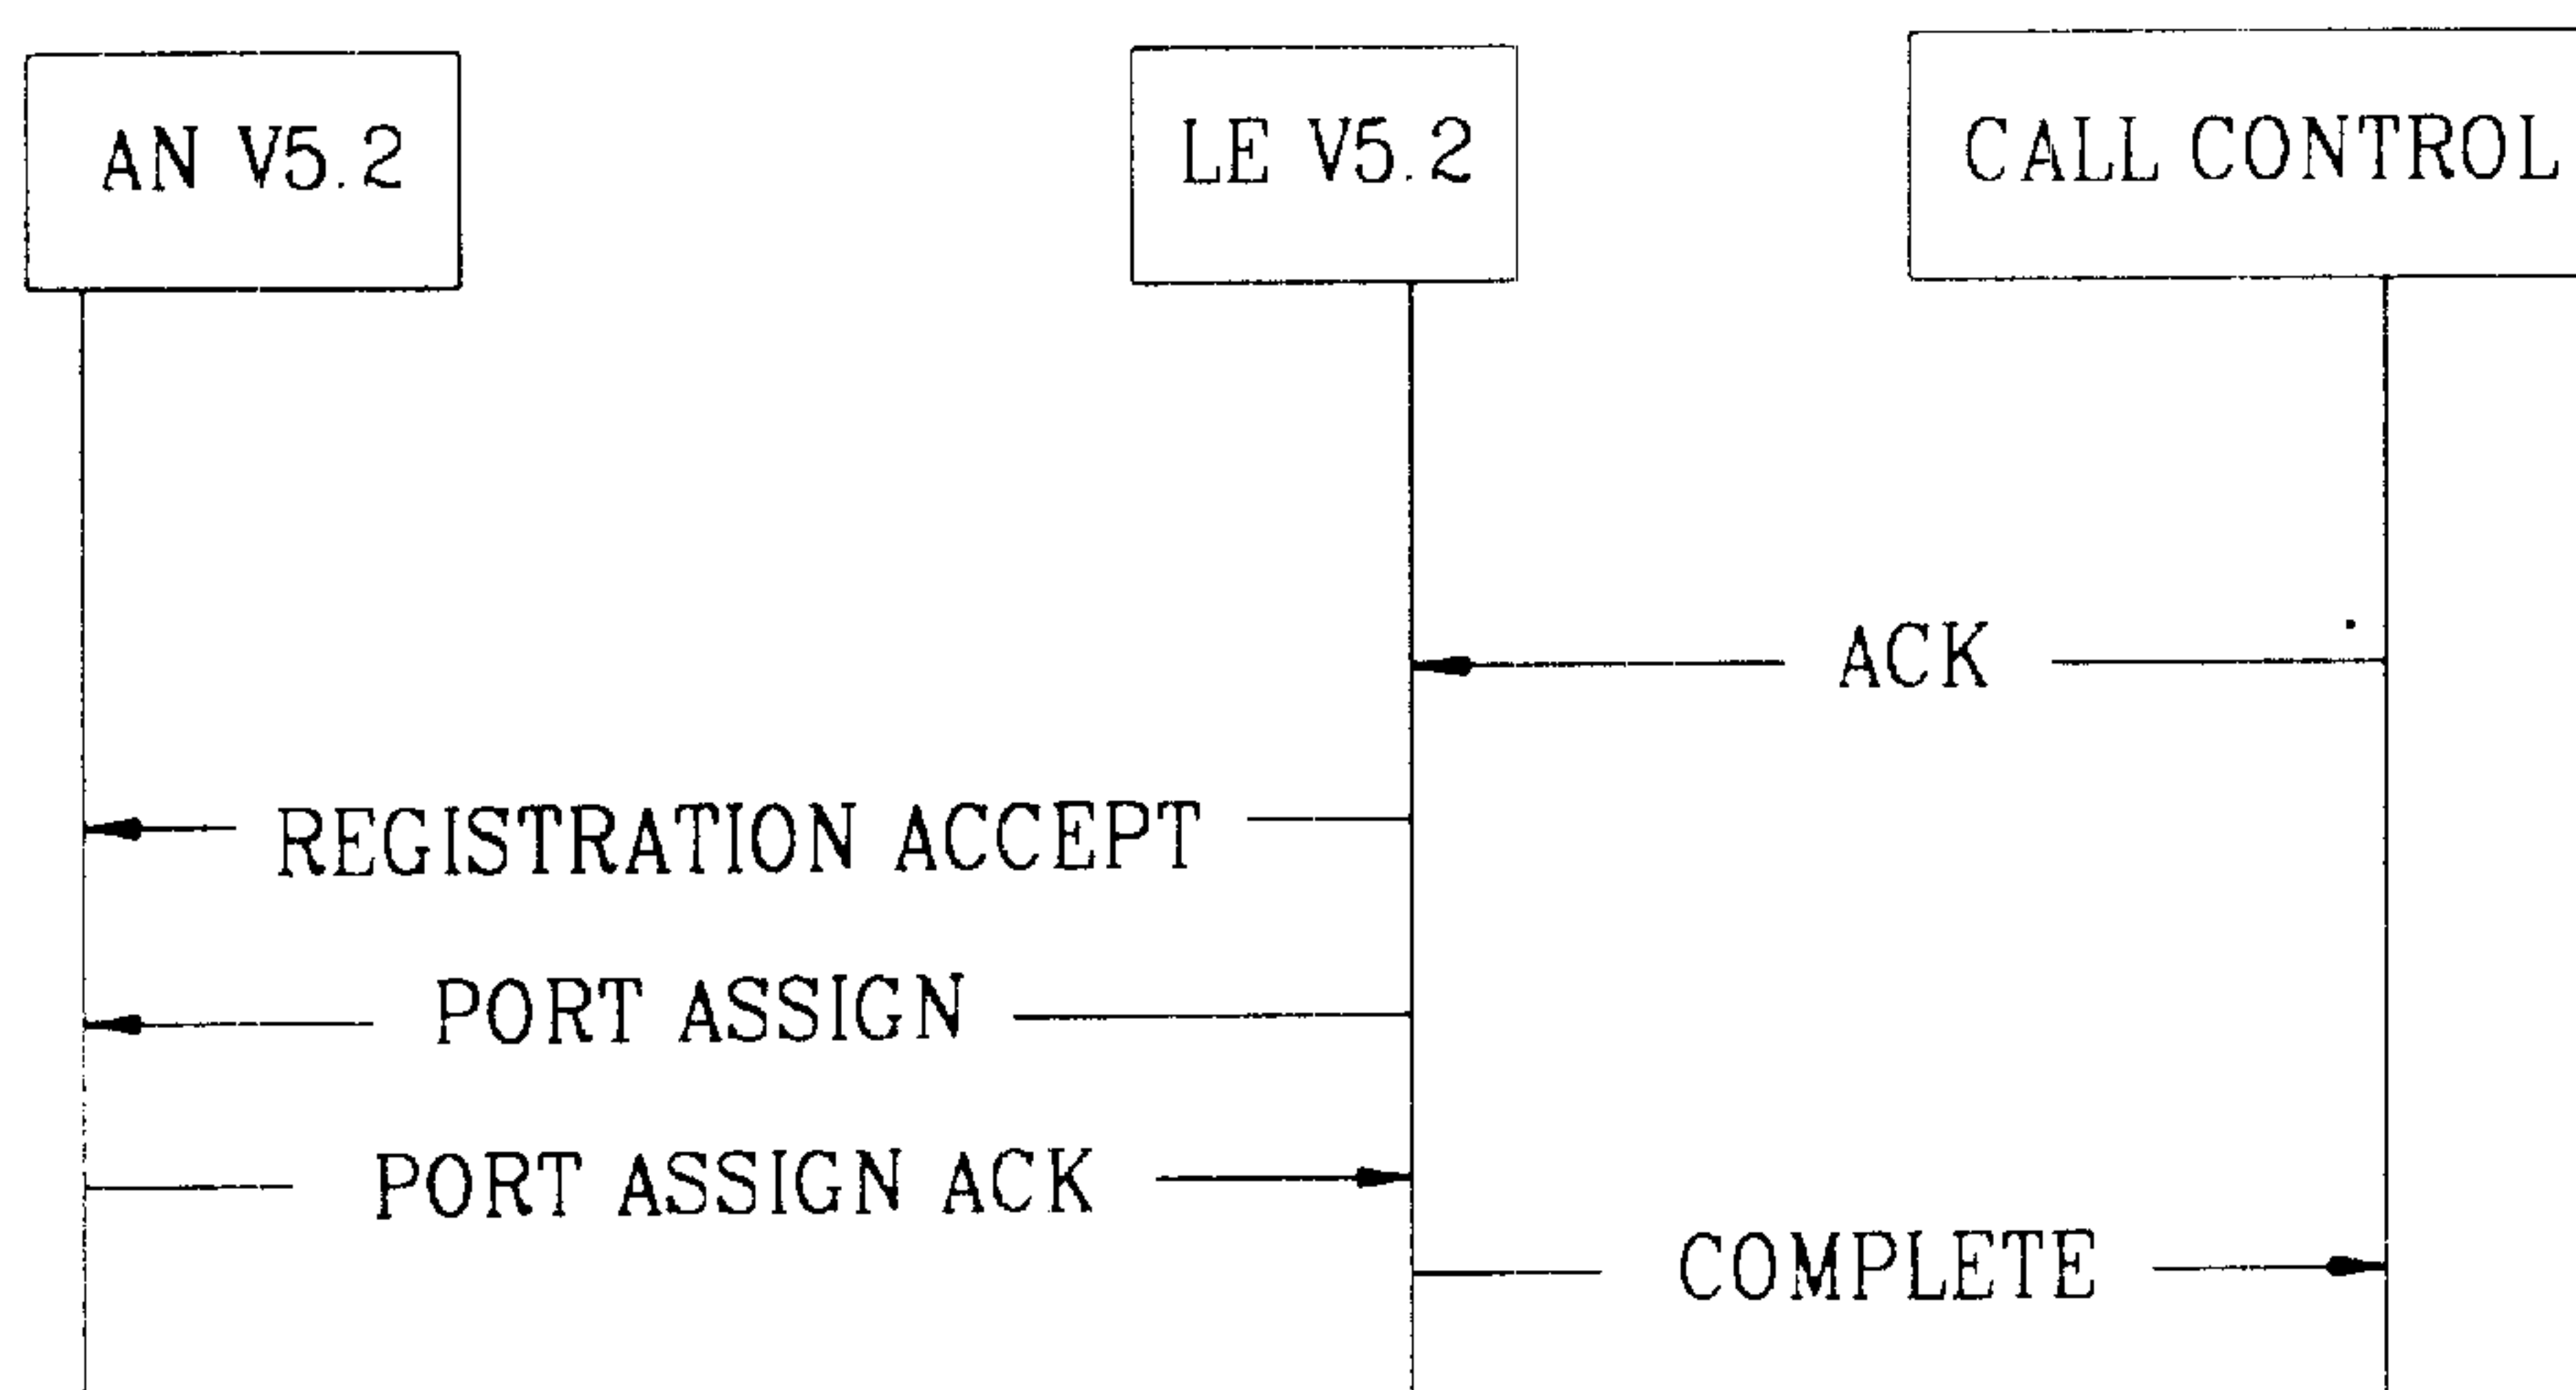 AN V5.2
LE V5.2
CALL CONTROL
ACK
REGISTRATION ACCEPT
PORT ASSIGN
PORT ASSIGN ACK
COMPLETE